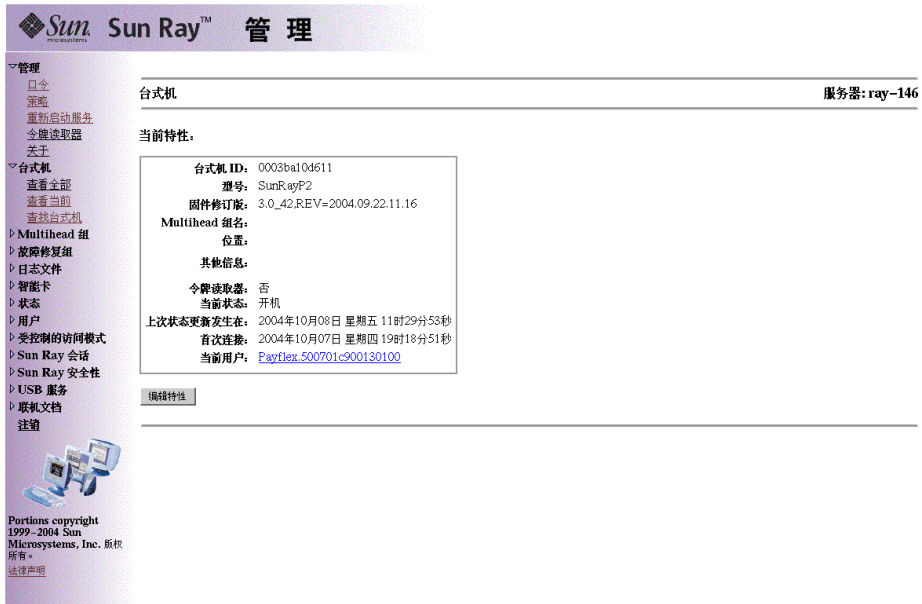 Sun microsystems Sun Ray™ 管 理
▽管理
口令
策略
重新启动服务
令牌读取器
关于
▽台式机
查看全部
查看当前
查找台式机
▷Multihead 组
▷故障修复组
▷日志文件
▷智能卡
▷状态
▷用户
▷受控制的访问模式
▷Sun Ray 会话
▷Sun Ray 安全性
▷USB 服务
▷联机文档
注销
Portions copyright
1999-2004 Sun
Microsystems, Inc. 版权
所有。
法律声明
台式机 服务器: ray-146
当前特性:
台式机 ID: 0003ba10d611
型号: SunRayP2
固件修订版: 3.0_42,REV=2004.09.22.11.16
Multihead 组名:
位置:
其他信息:
令牌读取器: 否
当前状态: 开机
上次状态更新发生在: 2004年10月08日 星期五 11时29分53秒
首次连接: 2004年10月07日 星期四 19时18分51秒
当前用户: Payflex.500701c900130100
编辑特性